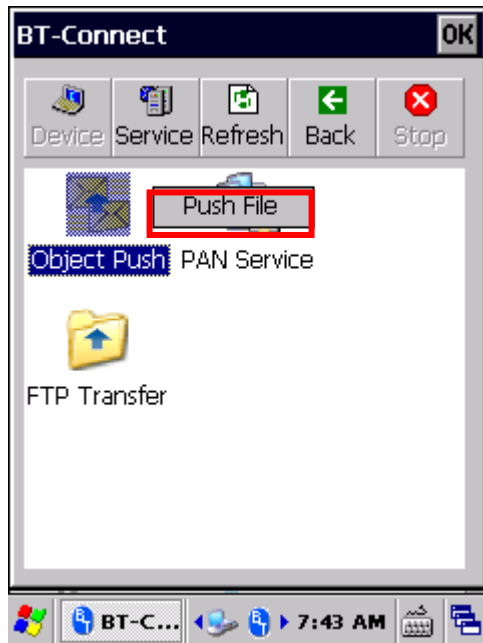 BT-Connect OK
Device Service Refresh Back Stop
Push File
Object Push PAN Service
FTP Transfer
BT-C... 7:43 AM